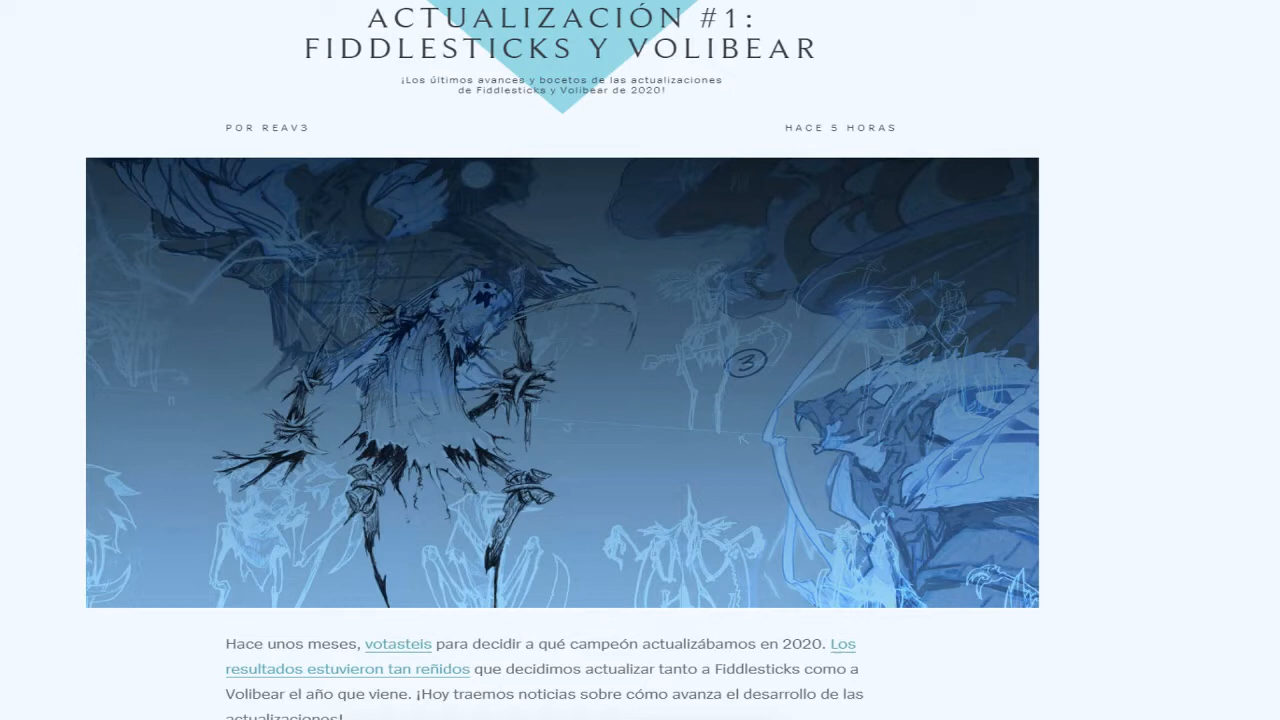 ACTUALIZACIÓN #1:
FIDDLESTICKS Y VOLIBEAR
¡Los últimos avances y bocetos de las actualizaciones
de Fiddlesticks y Volibear de 2020!
POR REAV3
HACE 5 HORAS
3
Hace unos meses, votasteis para decidir a qué campeón actualizábamos en 2020. Los
resultados estuvieron tan reñidos que decidimos actualizar tanto a Fiddlesticks como a
Volibear el año que viene. ¡Hoy traemos noticias sobre cómo avanza el desarrollo de las
actualizaciones!